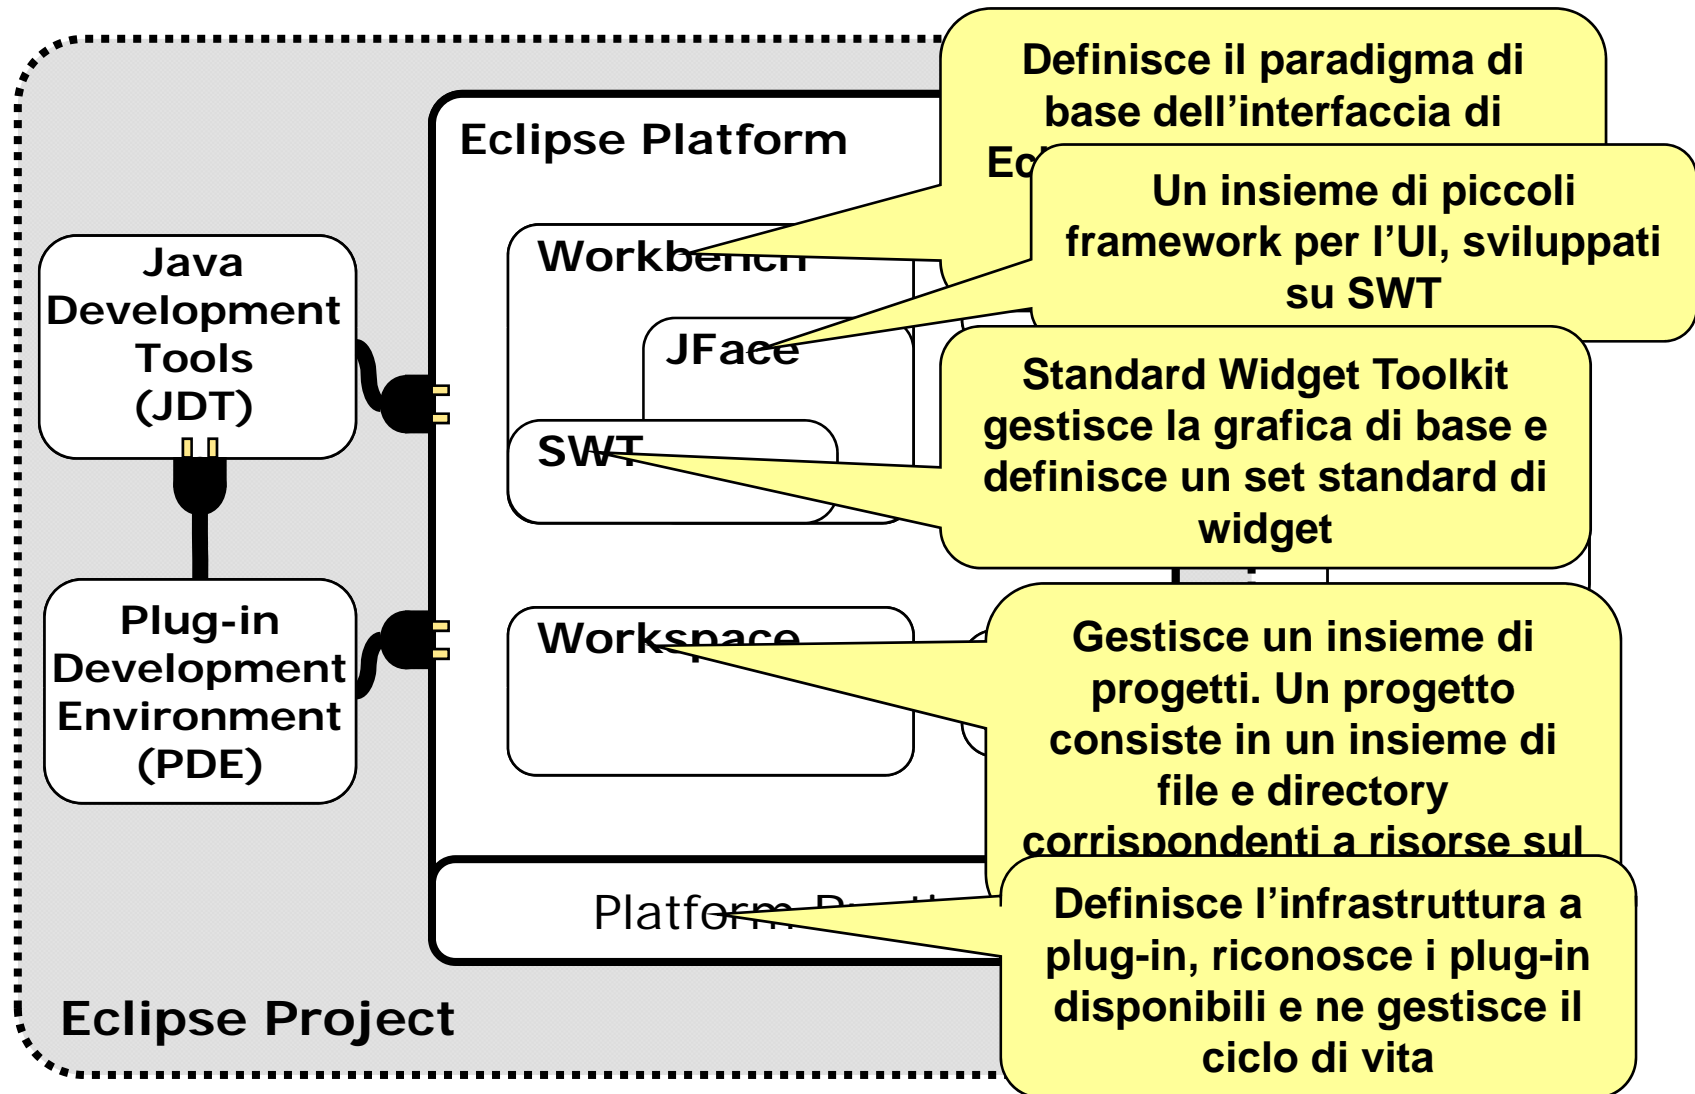 Eclipse Platform
Workbench
JFace
SWT
Workspace
Platform
Java
Development
Tools
(JDT)
Plug-in
Development
Environment
(PDE)
Eclipse Project
Definisce il paradigma di
base dell’interfaccia di
Un insieme di piccoli
framework per l’UI, sviluppati
su SWT
Standard Widget Toolkit
gestisce la grafica di base e
definisce un set standard di
widget
Gestisce un insieme di
progetti. Un progetto
consiste in un insieme di
file e directory
corrispondenti a risorse sul
Definisce l’infrastruttura a
plug-in, riconosce i plug-in
disponibili e ne gestisce il
ciclo di vita